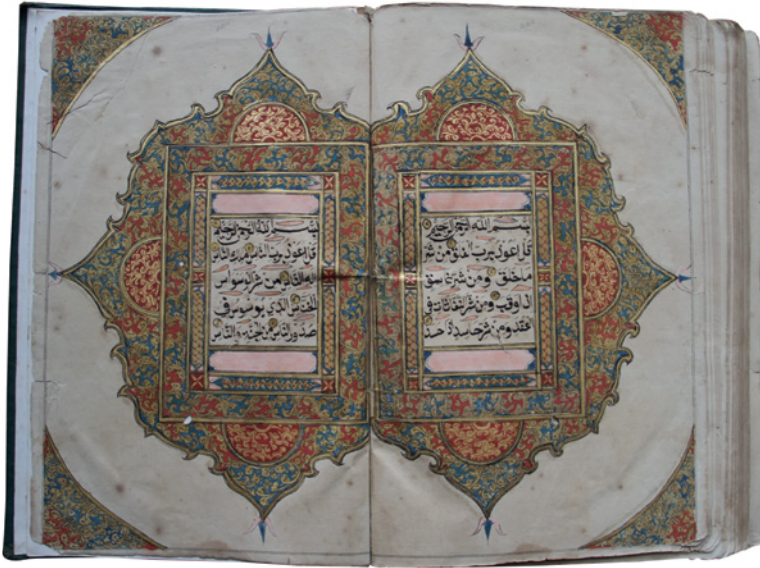 بسم الله الرحمن الرحيم
قل اعوذ برب الفلق من شر
ما خلق ومن شر غاسق
اذا وقب ومن شر النفاثات في
العقد ومن شر حاسد اذا حسد
بسم الله الرحمن الرحيم
قل اعوذ برب الناس ملك الناس
اله الناس من شر الوسواس
الخناس الذي يوسوس في
صدور الناس من الجنة والناس